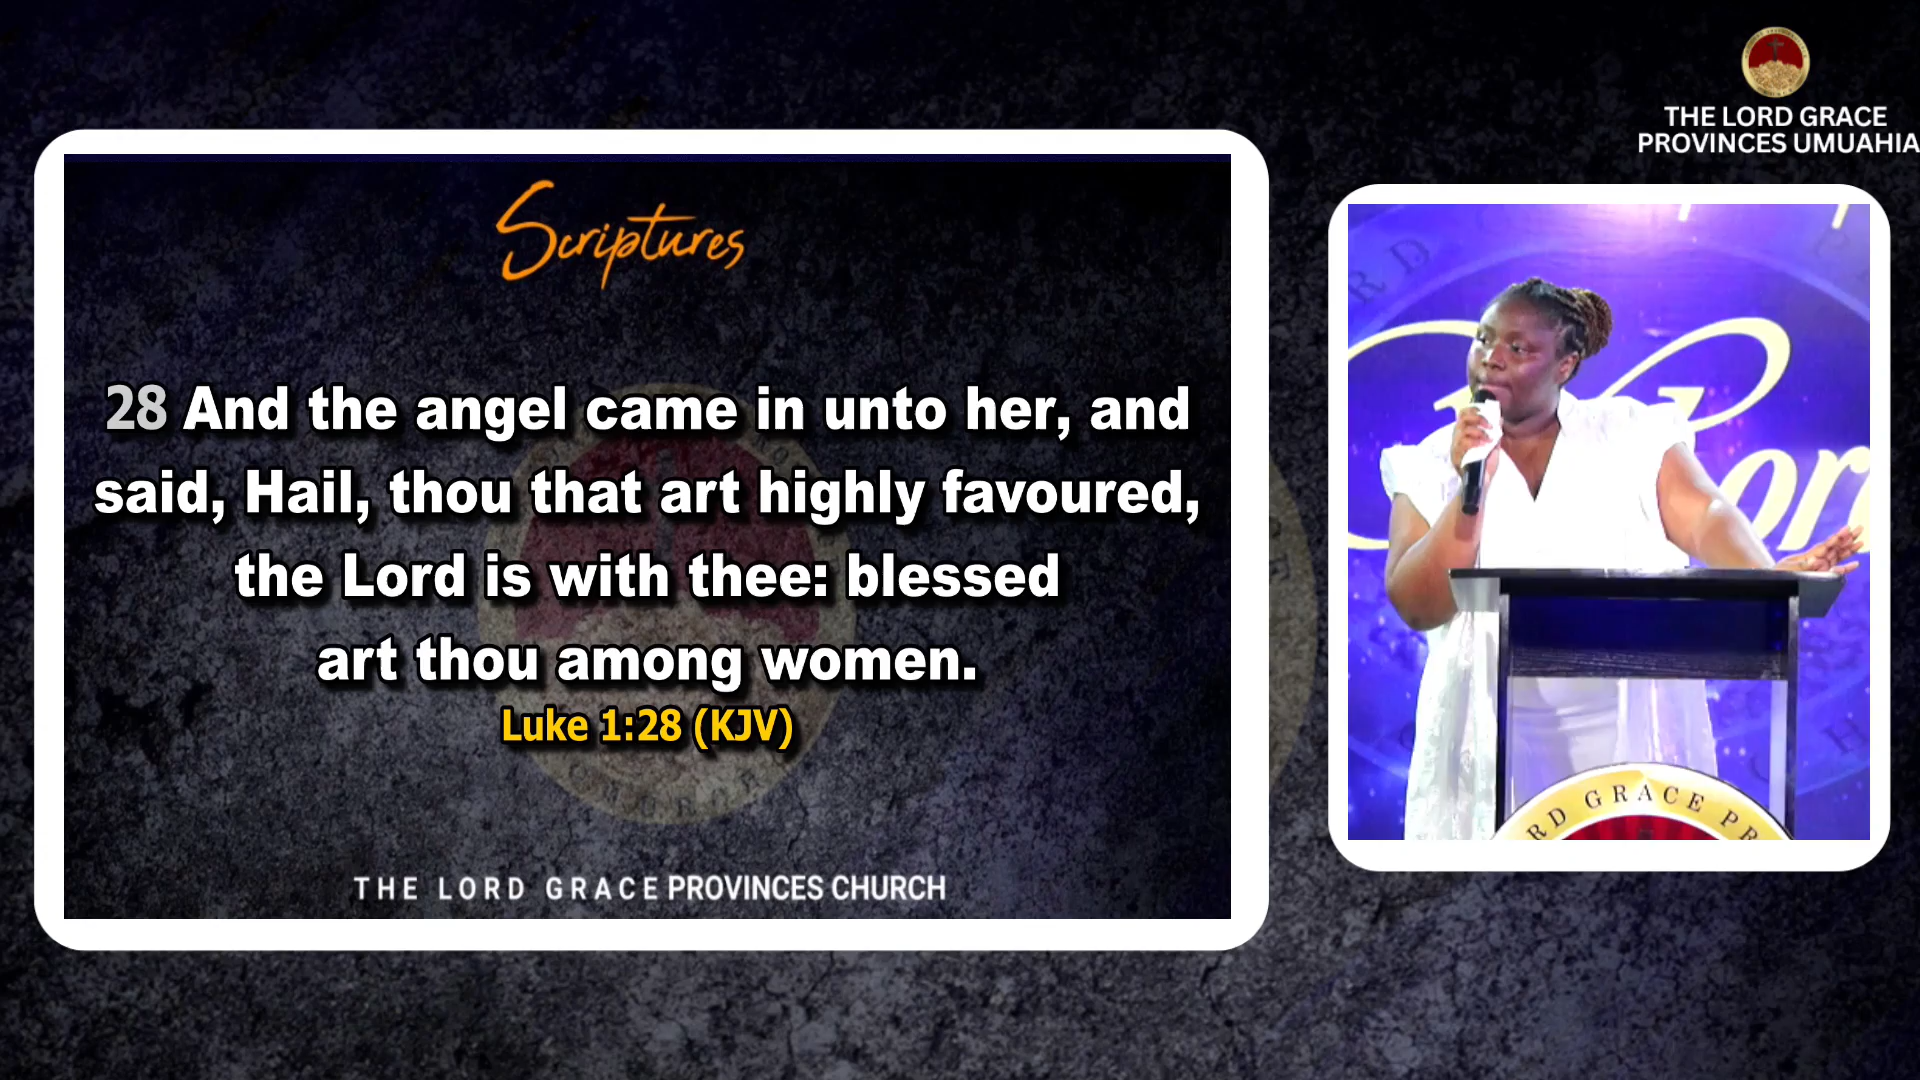 THE LORD GRACE
PROVINCES UMUAHIA
Scriptures
28 And the angel came in unto her, and
said, Hail, thou that art highly favoured,
the Lord is with thee: blessed
art thou among women.
Luke 1:28 (KJV)
THE LORD GRACE PROVINCES CHURCH
RD GRACE PR